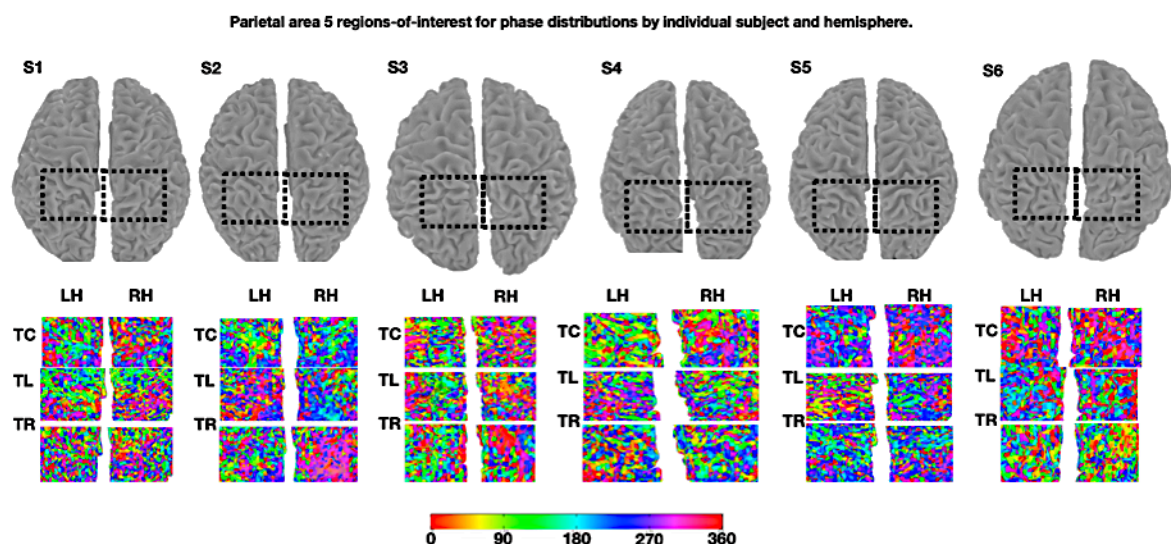 Parietal area 5 regions-of-interest for phase distributions by individual subject and hemisphere.
S1 S2 S3 S4 S5 S6
LH RH LH RH LH RH LH RH LH RH LH RH
TC TC TC TC TC TC
TL TL TL TL TL TL
TR TR TR TR TR TR
0 90 180 270 360